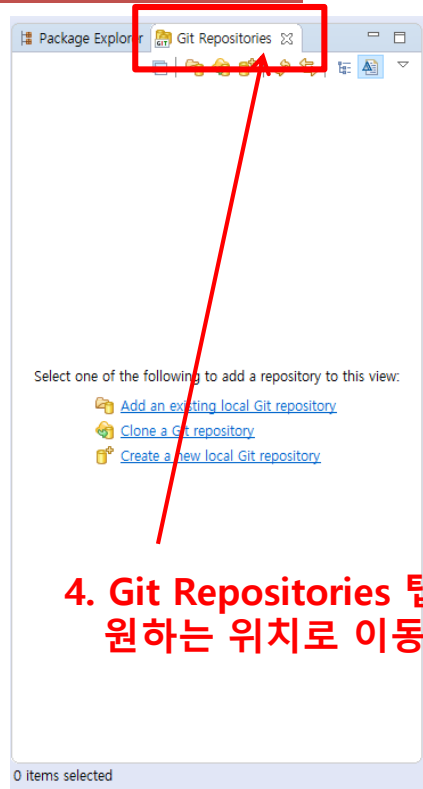 Package Explorer Git Repositories
Select one of the following to add a repository to this view:
Add an existing local Git repository
Clone a Git repository
Create a new local Git repository
4. Git Repositories
원하는 위치로 이동
0 items selected